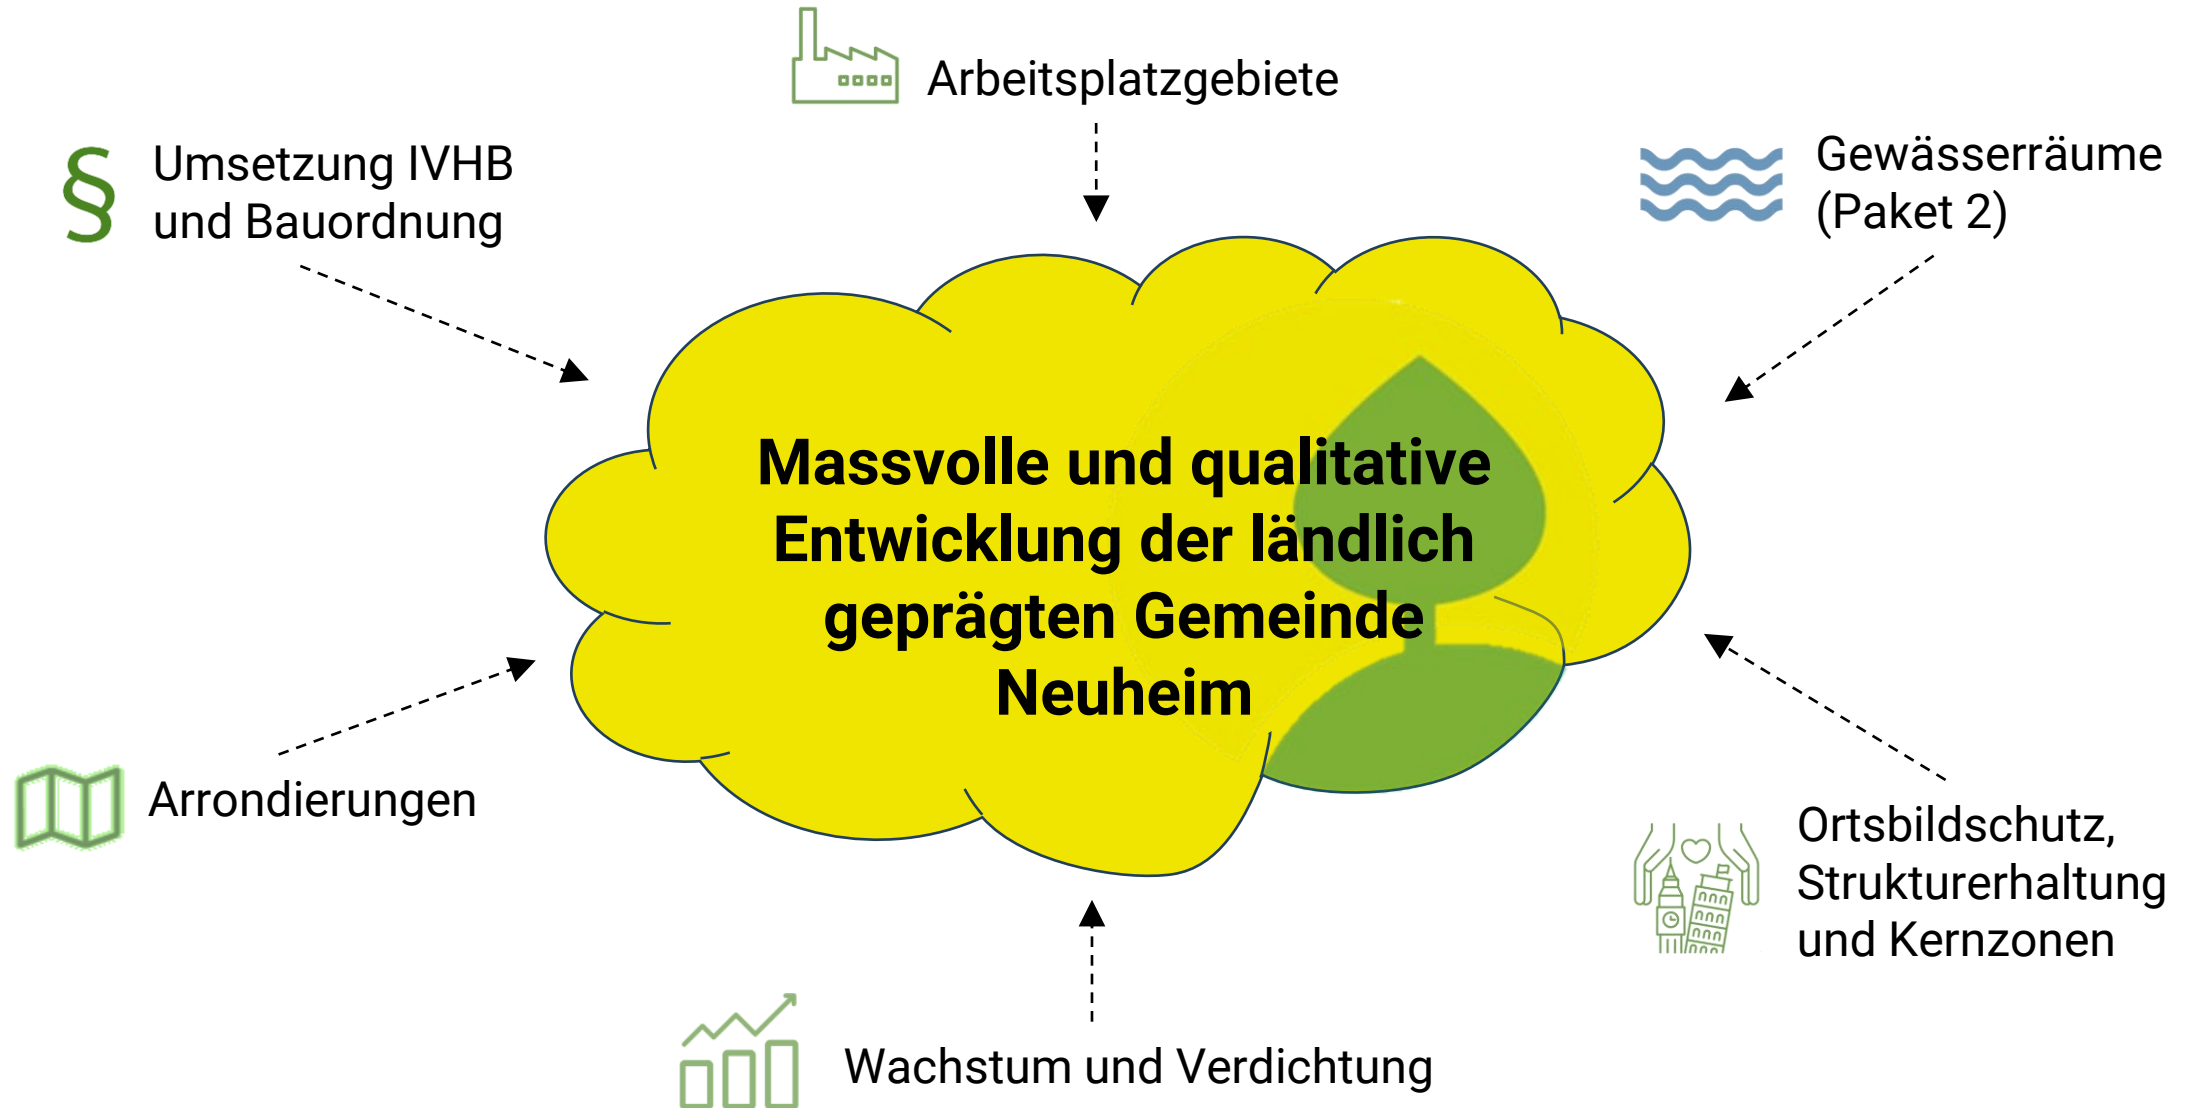 Arbeitsplatzgebiete
§ Umsetzung IVHB
und Bauordnung
Gewässerräume
(Paket 2)
Massvolle und qualitative
Entwicklung der ländlich
geprägten Gemeinde
Neuheim
Arrondierungen
Ortsbildschutz,
Strukturerhaltung
und Kernzonen
Wachstum und Verdichtung